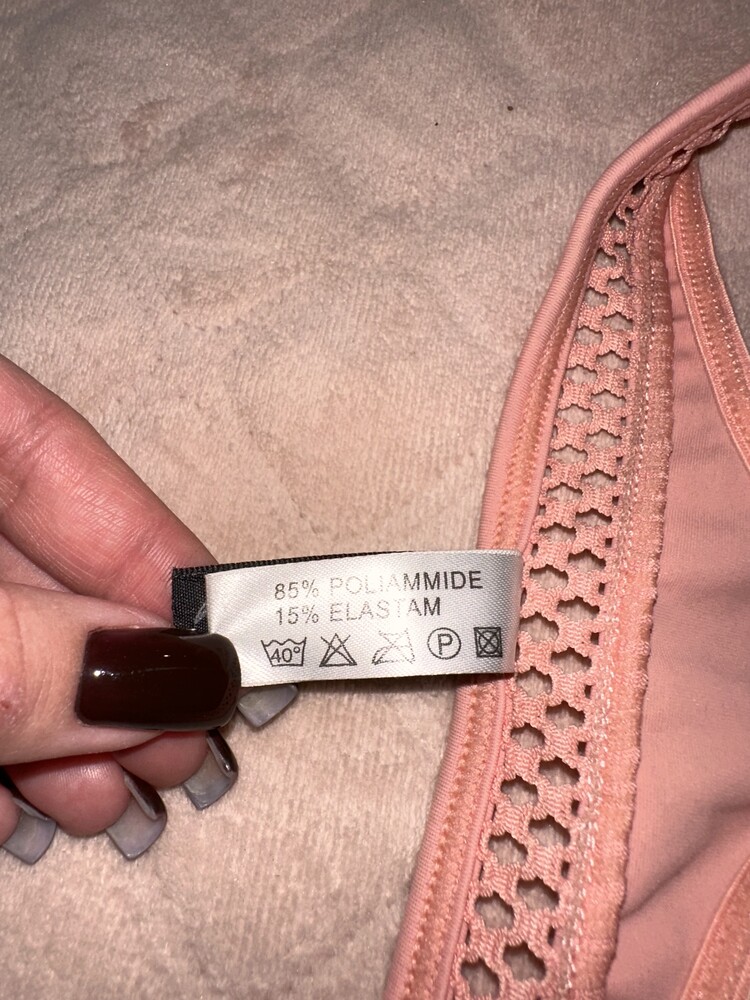 85% POLIAMMIDE
15% ELASTAM
40° P